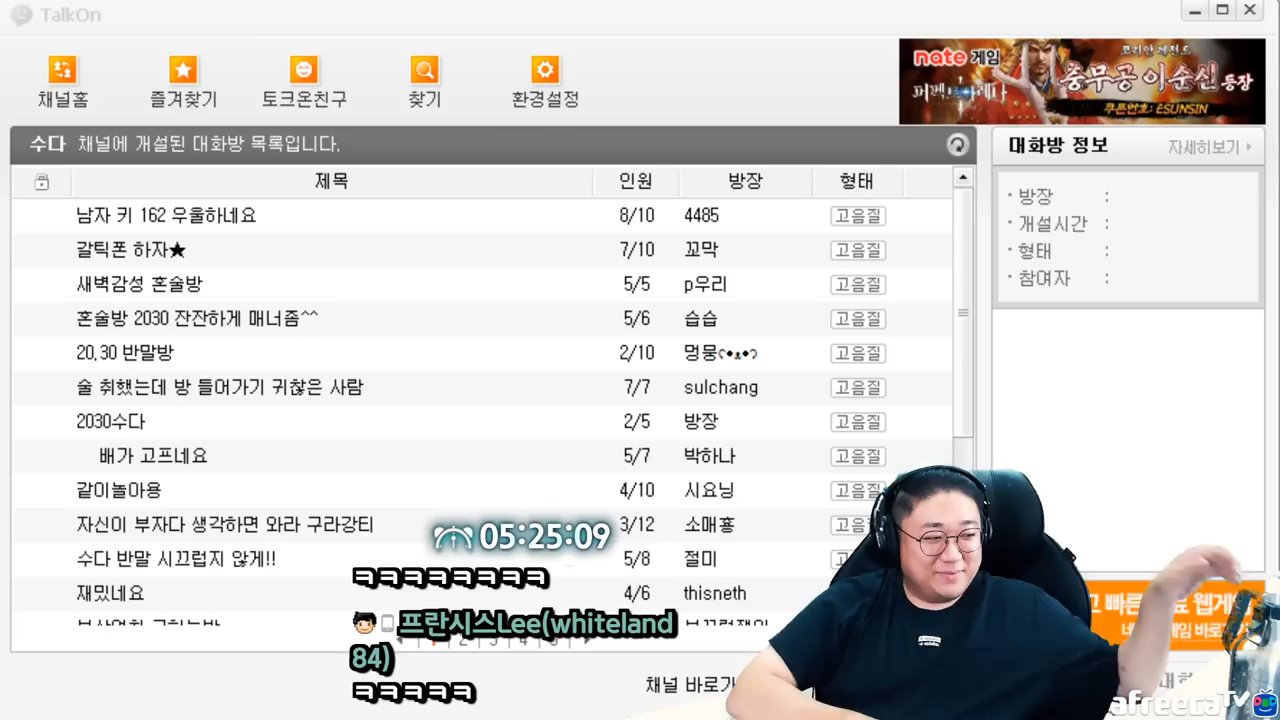 TalkOn
채널홈
즐겨찾기
토크온친구
찾기
환경설정
nate 게임
코리안 레전드
충무공 이순신 등장
쿠폰번호: ESUNSIN
수다 채널에 개설된 대화방 목록입니다.
제목 인원 방장 형태
남자 키 162 우울하네요 8/10 4485 고음질
갈틱폰 하자★ 7/10 꼬막 고음질
새벽감성 혼술방 5/5 p우리 고음질
혼술방 2030 잔잔하게 매너좀^^ 5/6 습습 고음질
20,30 반말방 2/10 멍뭉 고음질
술 취했는데 방 들어가기 귀찮은 사람 7/7 sulchang 고음질
2030수다 2/5 방장 고음질
배가 고프네요 5/7 박하나 고음질
같이놀아용 4/10 시요닝 고음질
자신이 부자다 생각하면 와라 구라강티 3/12 소매홍
수다 반말 시끄럽지 않게!! 5/8 절미
재밌네요 4/6 thisneth
대화방 정보 자세히보기
방장 :
개설시간 :
형태 :
참여자 :
05:25:09
ㅋㅋㅋㅋㅋㅋㅋㅋ
프란시스Lee(whiteland
84)
ㅋㅋㅋㅋㅋ
채널 바로가
afreecaTV